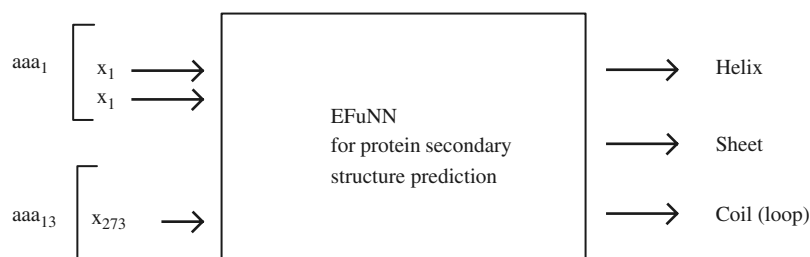 aaa₁
x₁
x₁
aaa₁₃
x₂₇₃
EFuNN
for protein secondary
structure prediction
Helix
Sheet
Coil (loop)